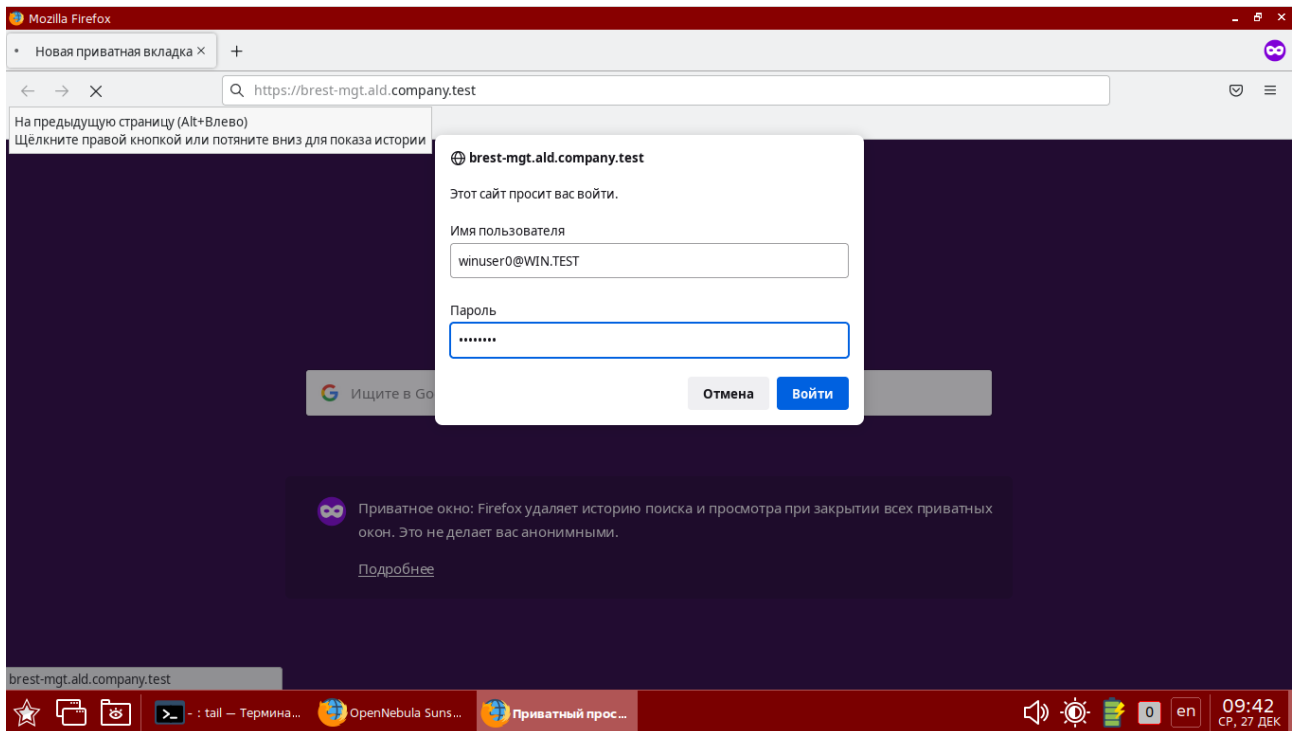 Mozilla Firefox
Новая приватная вкладка
https://brest-mgt.ald.company.test
На предыдущую страницу (Alt+Влево)
Щёлкните правой кнопкой или потяните вниз для показа истории
brest-mgt.ald.company.test
Этот сайт просит вас войти.
Имя пользователя
winuser0@WIN.TEST
Пароль
••••••••
Отмена Войти
G Ищите в Go
Приватное окно: Firefox удаляет историю поиска и просмотра при закрытии всех приватных
окон. Это не делает вас анонимными.
Подробнее
brest-mgt.ald.company.test
- : tail — Термина... OpenNebula Suns... Приватный прос... 0 en 09:42
СР, 27 ДЕК